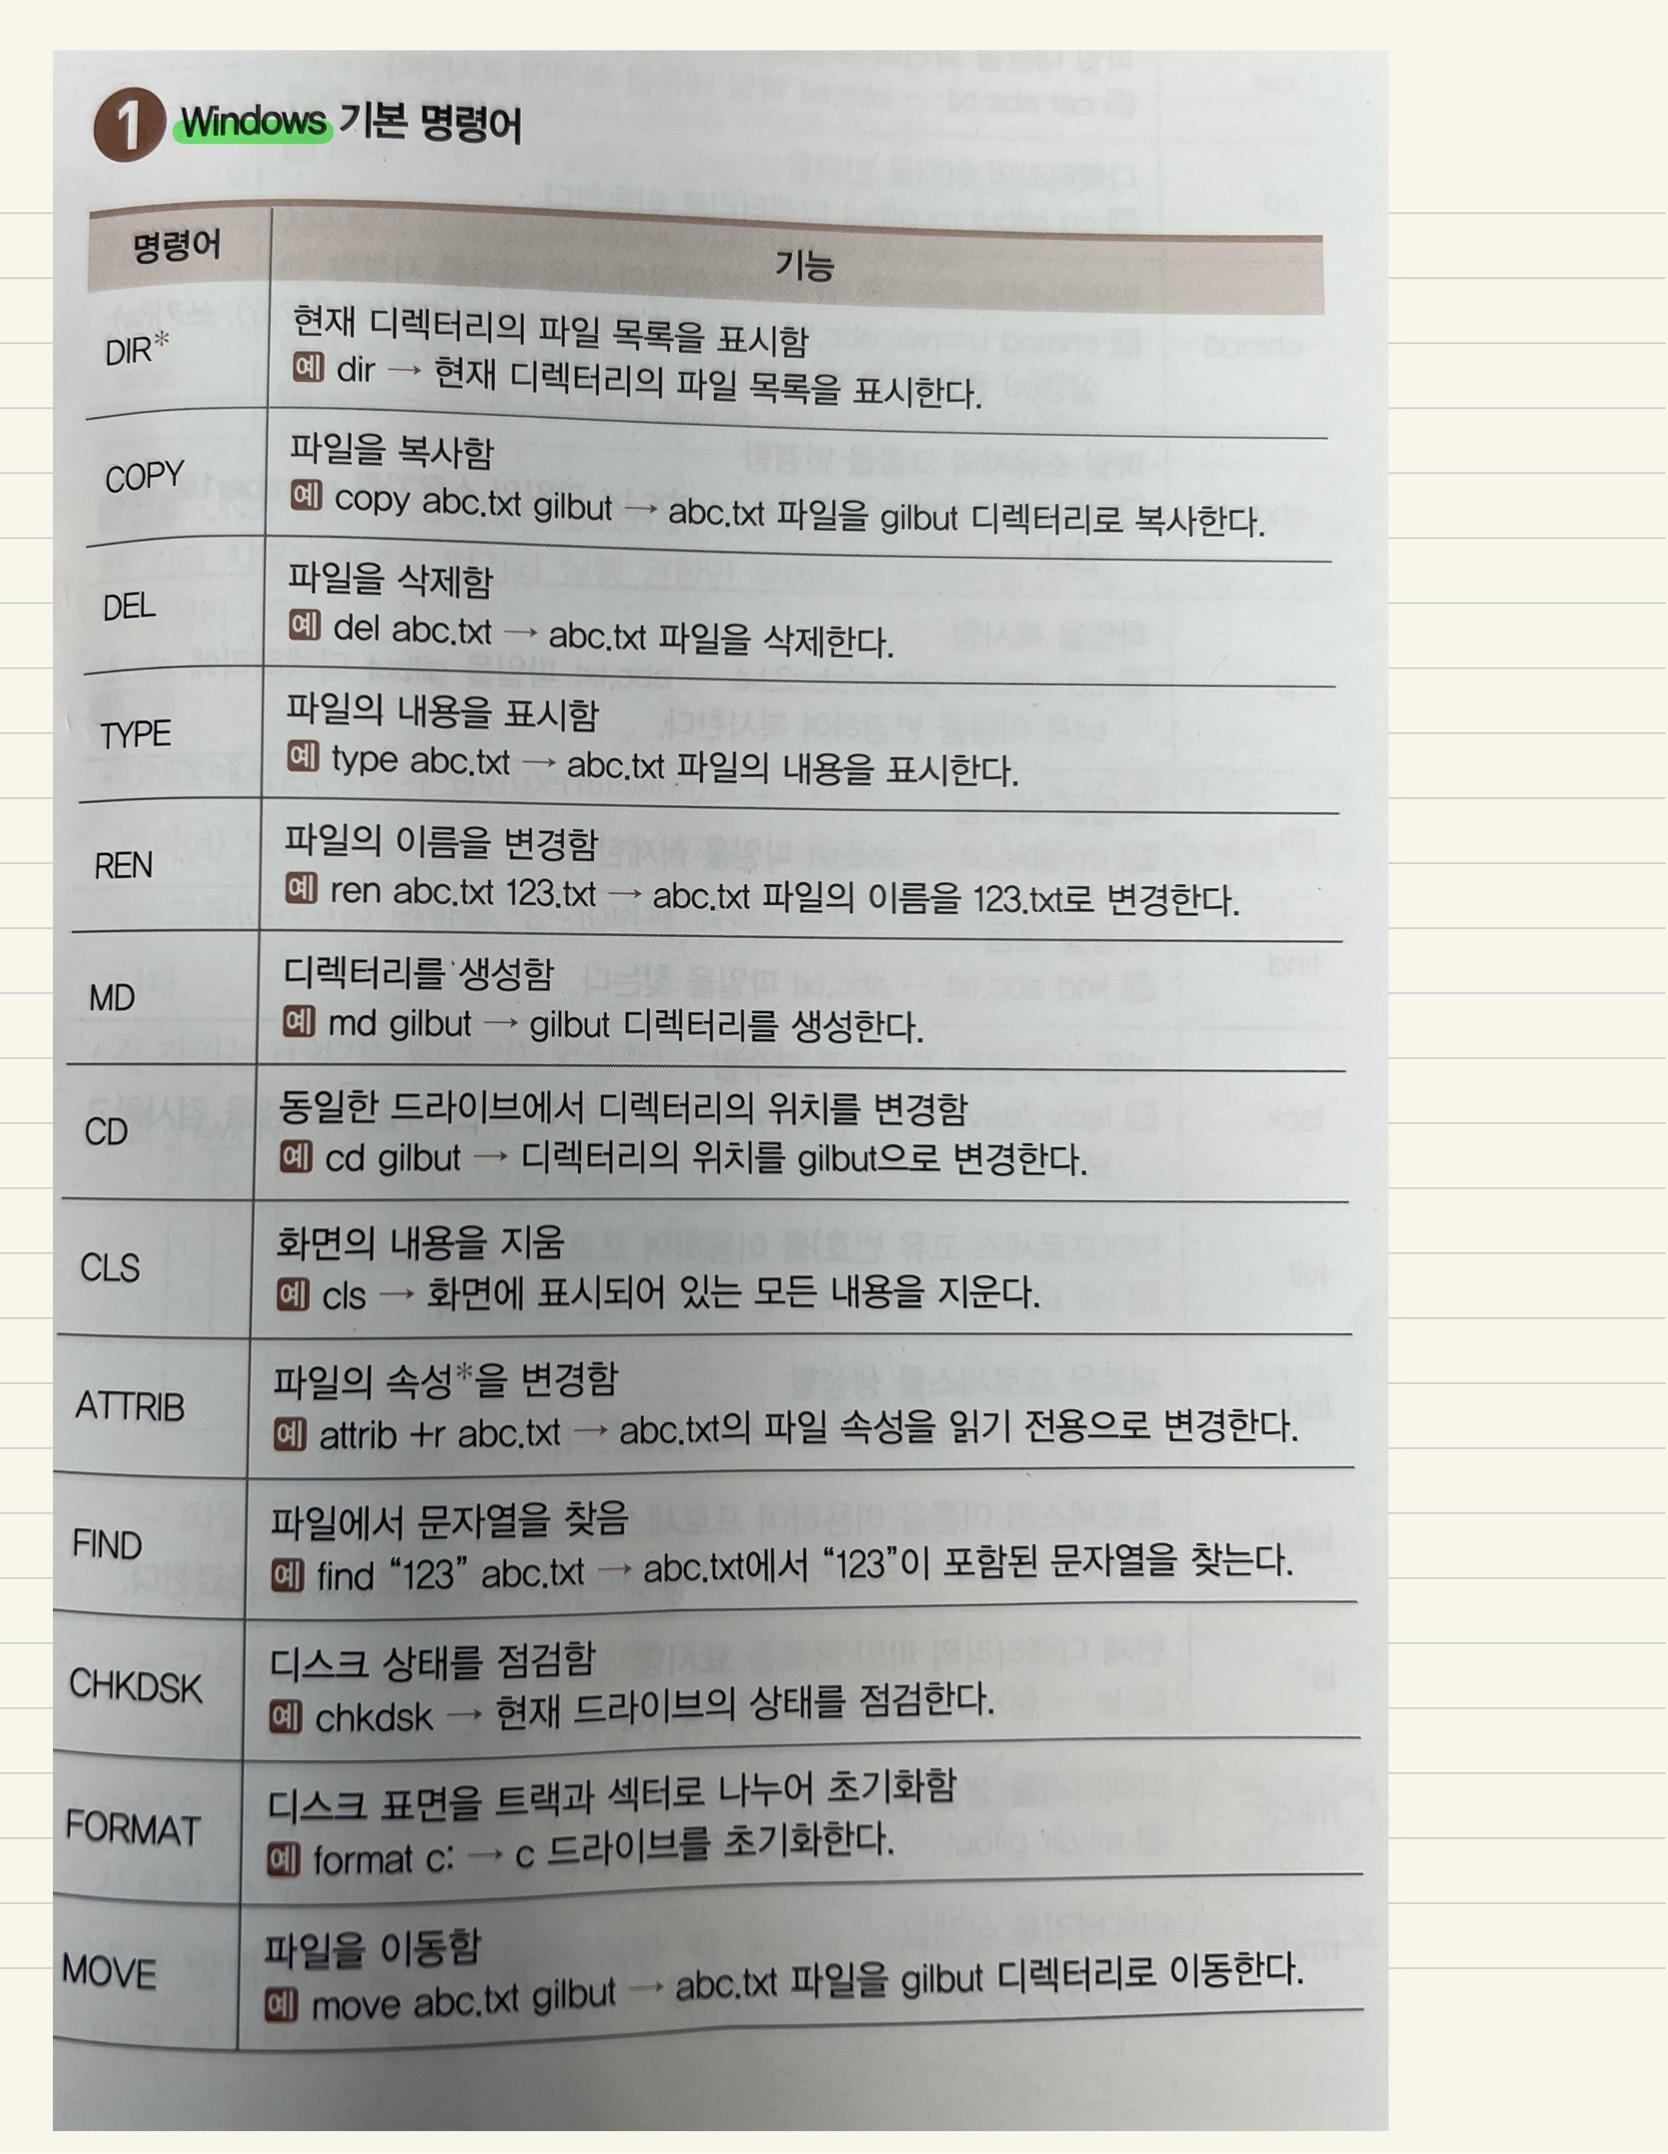 1 Windows 기본 명령어
명령어 기능
DIR* 현재 디렉터리의 파일 목록을 표시함
예 dir → 현재 디렉터리의 파일 목록을 표시한다.
COPY 파일을 복사함
예 copy abc.txt gilbut → abc.txt 파일을 gilbut 디렉터리로 복사한다.
DEL 파일을 삭제함
예 del abc.txt → abc.txt 파일을 삭제한다.
TYPE 파일의 내용을 표시함
예 type abc.txt → abc.txt 파일의 내용을 표시한다.
REN 파일의 이름을 변경함
예 ren abc.txt 123.txt → abc.txt 파일의 이름을 123.txt로 변경한다.
MD 디렉터리를 생성함
예 md gilbut → gilbut 디렉터리를 생성한다.
CD 동일한 드라이브에서 디렉터리의 위치를 변경함
예 cd gilbut → 디렉터리의 위치를 gilbut으로 변경한다.
CLS 화면의 내용을 지움
예 cls → 화면에 표시되어 있는 모든 내용을 지운다.
ATTRIB 파일의 속성*을 변경함
예 attrib +r abc.txt → abc.txt의 파일 속성을 읽기 전용으로 변경한다.
FIND 파일에서 문자열을 찾음
예 find “123” abc.txt → abc.txt에서 “123”이 포함된 문자열을 찾는다.
CHKDSK 디스크 상태를 점검함
예 chkdsk → 현재 드라이브의 상태를 점검한다.
FORMAT 디스크 표면을 트랙과 섹터로 나누어 초기화함
예 format c: → c 드라이브를 초기화한다.
MOVE 파일을 이동함
예 move abc.txt gilbut → abc.txt 파일을 gilbut 디렉터리로 이동한다.